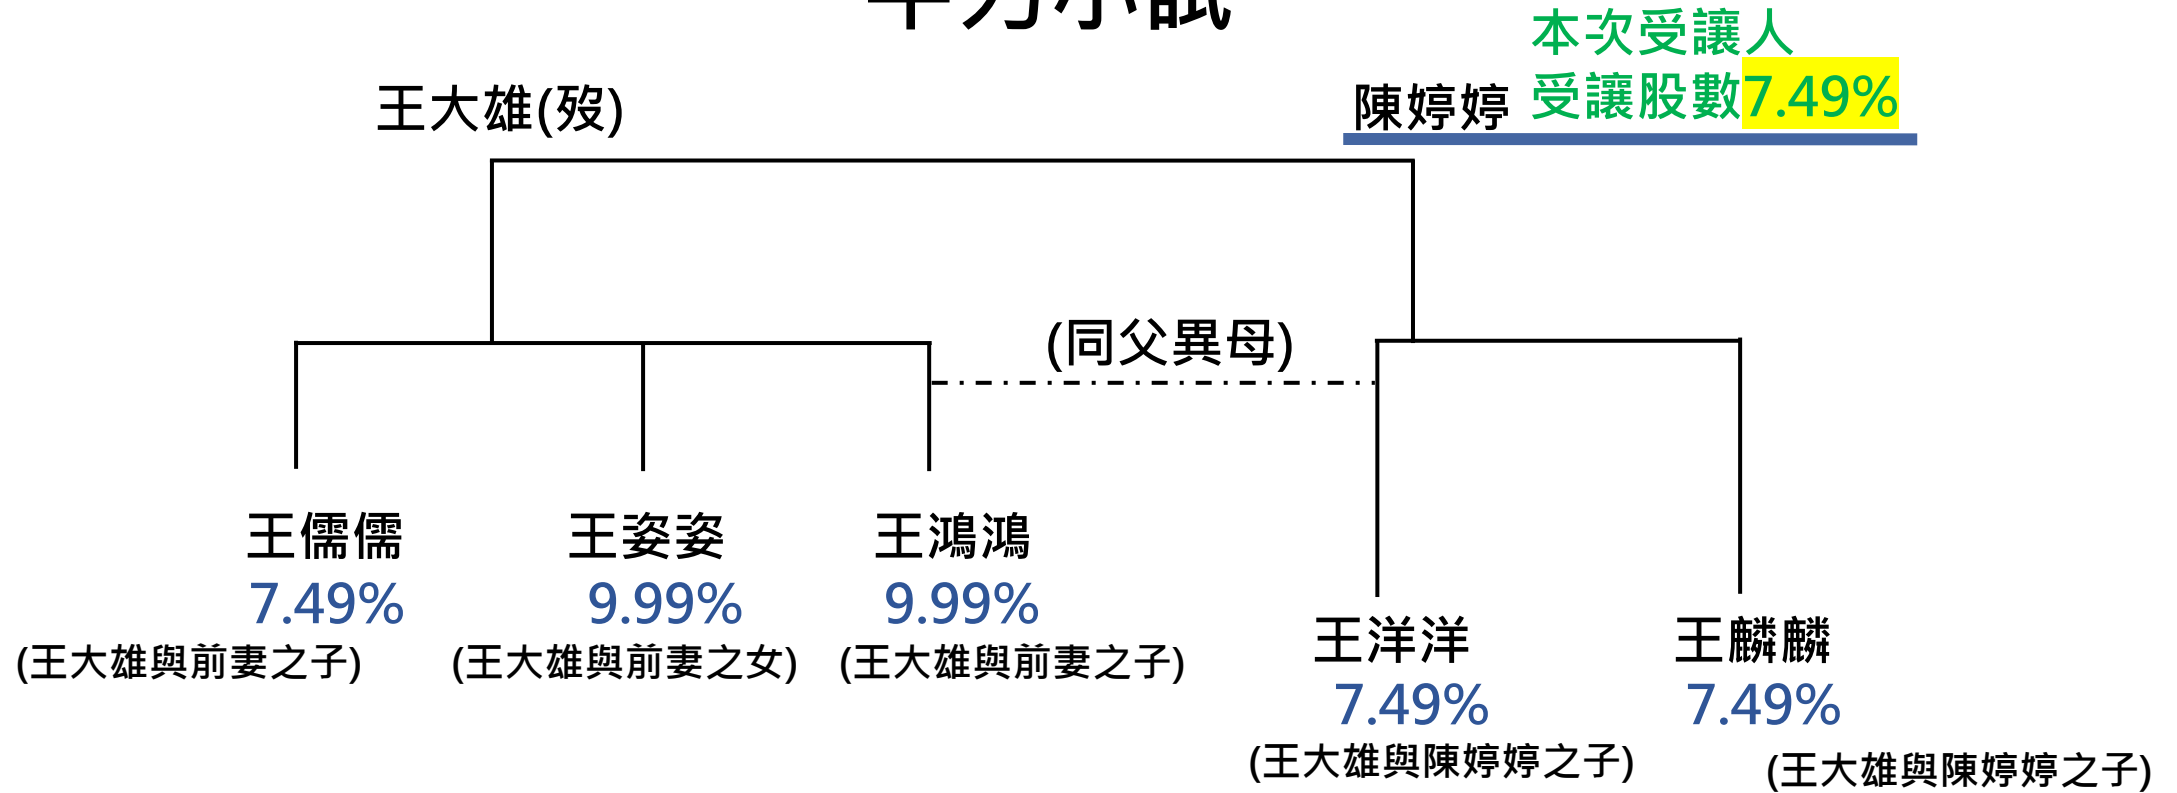 本次受讓人
王大雄(歿)
陳婷婷 受讓股數7.49%
(同父異母)
王儒儒 王姿姿 王鴻鴻
7.49% 9.99% 9.99%
(王大雄與前妻之子) (王大雄與前妻之女) (王大雄與前妻之子)
王洋洋 王麟麟
7.49% 7.49%
(王大雄與陳婷婷之子) (王大雄與陳婷婷之子)